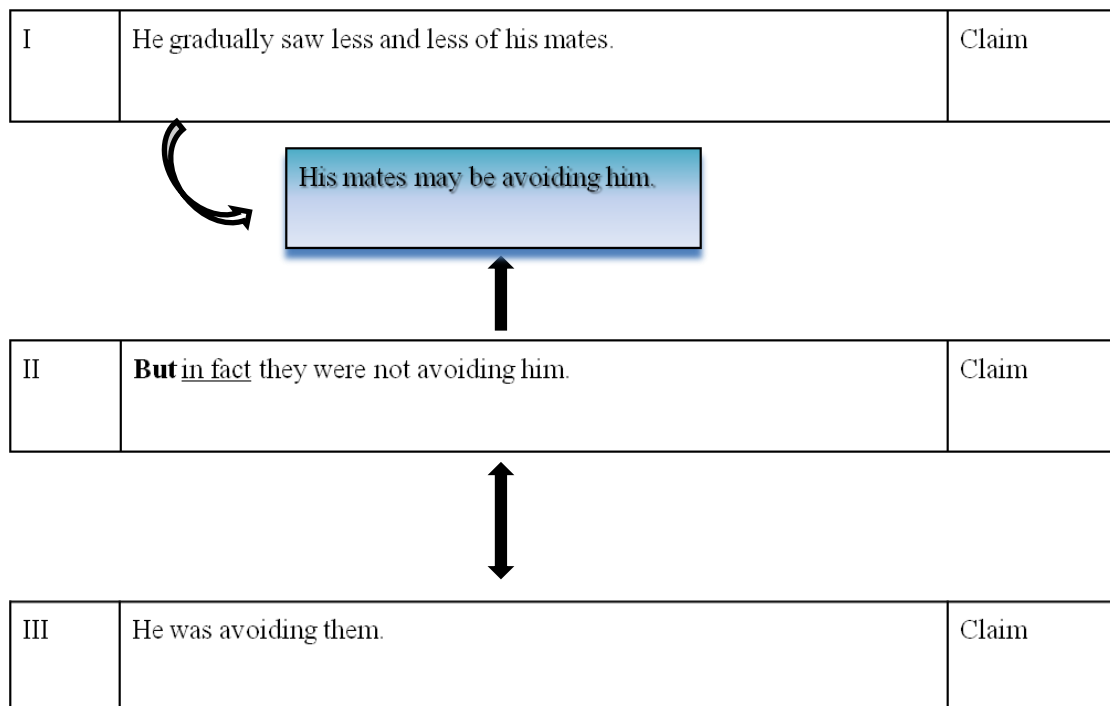 I He gradually saw less and less of his mates. Claim
His mates may be avoiding him.
II But in fact they were not avoiding him. Claim
III He was avoiding them. Claim